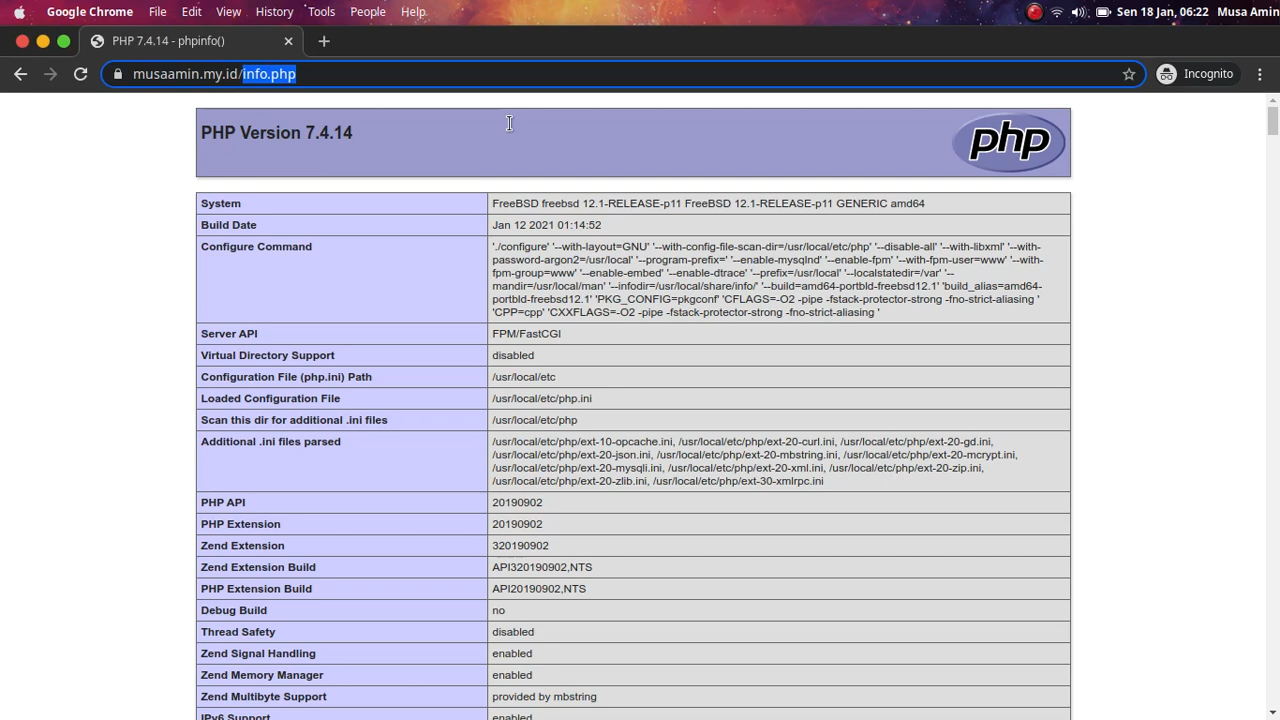 Google Chrome File Edit View History Tools People Help Sen 18 Jan, 06:22 Musa Amin
PHP 7.4.14 - phpinfo()
musaamin.my.id/info.php Incognito
PHP Version 7.4.14 php
System FreeBSD freebsd 12.1-RELEASE-p11 FreeBSD 12.1-RELEASE-p11 GENERIC amd64
Build Date Jan 12 2021 01:14:52
Configure Command './configure' '--with-layout=GNU' '--with-config-file-scan-dir=/usr/local/etc/php' '--disable-all' '--with-libxml' '--with-
password-argon2=/usr/local' '--program-prefix=' '--enable-mysqlnd' '--enable-fpm' '--with-fpm-user=www' '--with-
fpm-group=www' '--enable-embed' '--enable-dtrace' '--prefix=/usr/local' '--localstatedir=/var' '--
mandir=/usr/local/man' '--infodir=/usr/local/share/info/' '--build=amd64-portbld-freebsd12.1' 'build_alias=amd64-
portbld-freebsd12.1' 'PKG_CONFIG=pkgconf' 'CFLAGS=-O2 -pipe -fstack-protector-strong -fno-strict-aliasing '
'CPP=cpp' 'CXXFLAGS=-O2 -pipe -fstack-protector-strong -fno-strict-aliasing '
Server API FPM/FastCGI
Virtual Directory Support disabled
Configuration File (php.ini) Path /usr/local/etc
Loaded Configuration File /usr/local/etc/php.ini
Scan this dir for additional .ini files /usr/local/etc/php
Additional .ini files parsed /usr/local/etc/php/ext-10-opcache.ini, /usr/local/etc/php/ext-20-curl.ini, /usr/local/etc/php/ext-20-gd.ini,
/usr/local/etc/php/ext-20-json.ini, /usr/local/etc/php/ext-20-mbstring.ini, /usr/local/etc/php/ext-20-mcrypt.ini,
/usr/local/etc/php/ext-20-mysqli.ini, /usr/local/etc/php/ext-20-xml.ini, /usr/local/etc/php/ext-20-zip.ini,
/usr/local/etc/php/ext-20-zlib.ini, /usr/local/etc/php/ext-30-xmlrpc.ini
PHP API 20190902
PHP Extension 20190902
Zend Extension 320190902
Zend Extension Build API320190902,NTS
PHP Extension Build API20190902,NTS
Debug Build no
Thread Safety disabled
Zend Signal Handling enabled
Zend Memory Manager enabled
Zend Multibyte Support provided by mbstring
IPv6 Support enabled